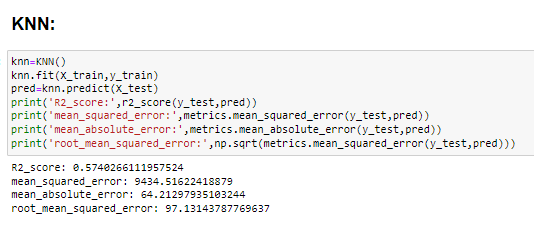 KNN:
knn=KNN()
knn.fit(X_train,y_train)
pred=knn.predict(X_test)
print('R2_score:',r2_score(y_test,pred))
print('mean_squared_error:',metrics.mean_squared_error(y_test,pred))
print('mean_absolute_error:',metrics.mean_absolute_error(y_test,pred))
print('root_mean_squared_error:',np.sqrt(metrics.mean_squared_error(y_test,pred)))
R2_score: 0.5740266111957524
mean_squared_error: 9434.51622418879
mean_absolute_error: 64.21297935103244
root_mean_squared_error: 97.13143787769637